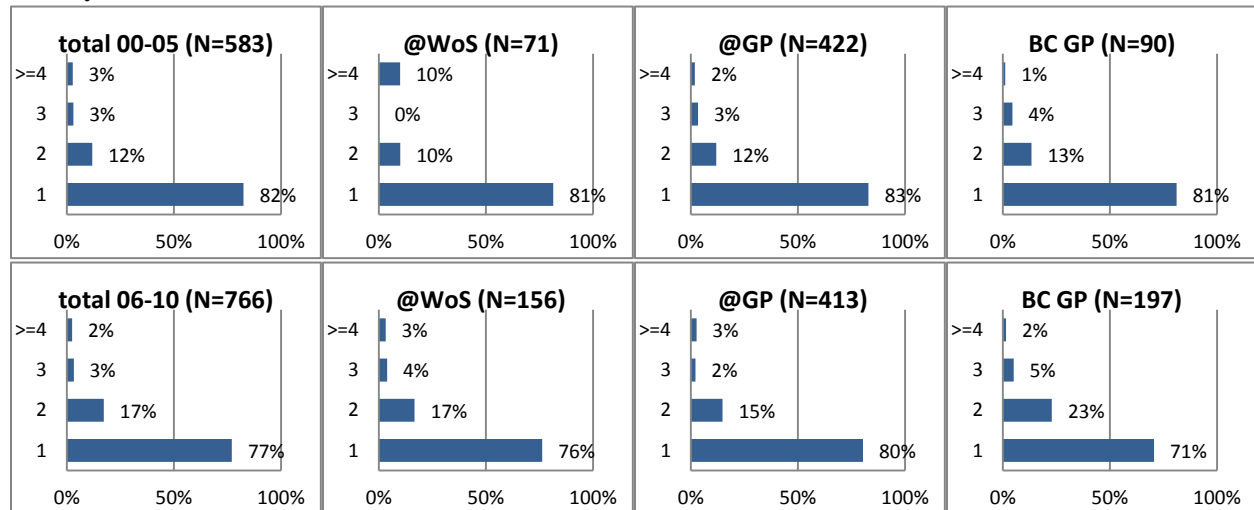 total 00-05 (N=583)
>=4 3%
3 3%
2 12%
1 82%
0% 50% 100%
@WoS (N=71)
>=4 10%
3 0%
2 10%
1 81%
0% 50% 100%
@GP (N=422)
>=4 2%
3 3%
2 12%
1 83%
0% 50% 100%
BC GP (N=90)
>=4 1%
3 4%
2 13%
1 81%
0% 50% 100%
total 06-10 (N=766)
>=4 2%
3 3%
2 17%
1 77%
0% 50% 100%
@WoS (N=156)
>=4 3%
3 4%
2 17%
1 76%
0% 50% 100%
@GP (N=413)
>=4 3%
3 2%
2 15%
1 80%
0% 50% 100%
BC GP (N=197)
>=4 2%
3 5%
2 23%
1 71%
0% 50% 100%